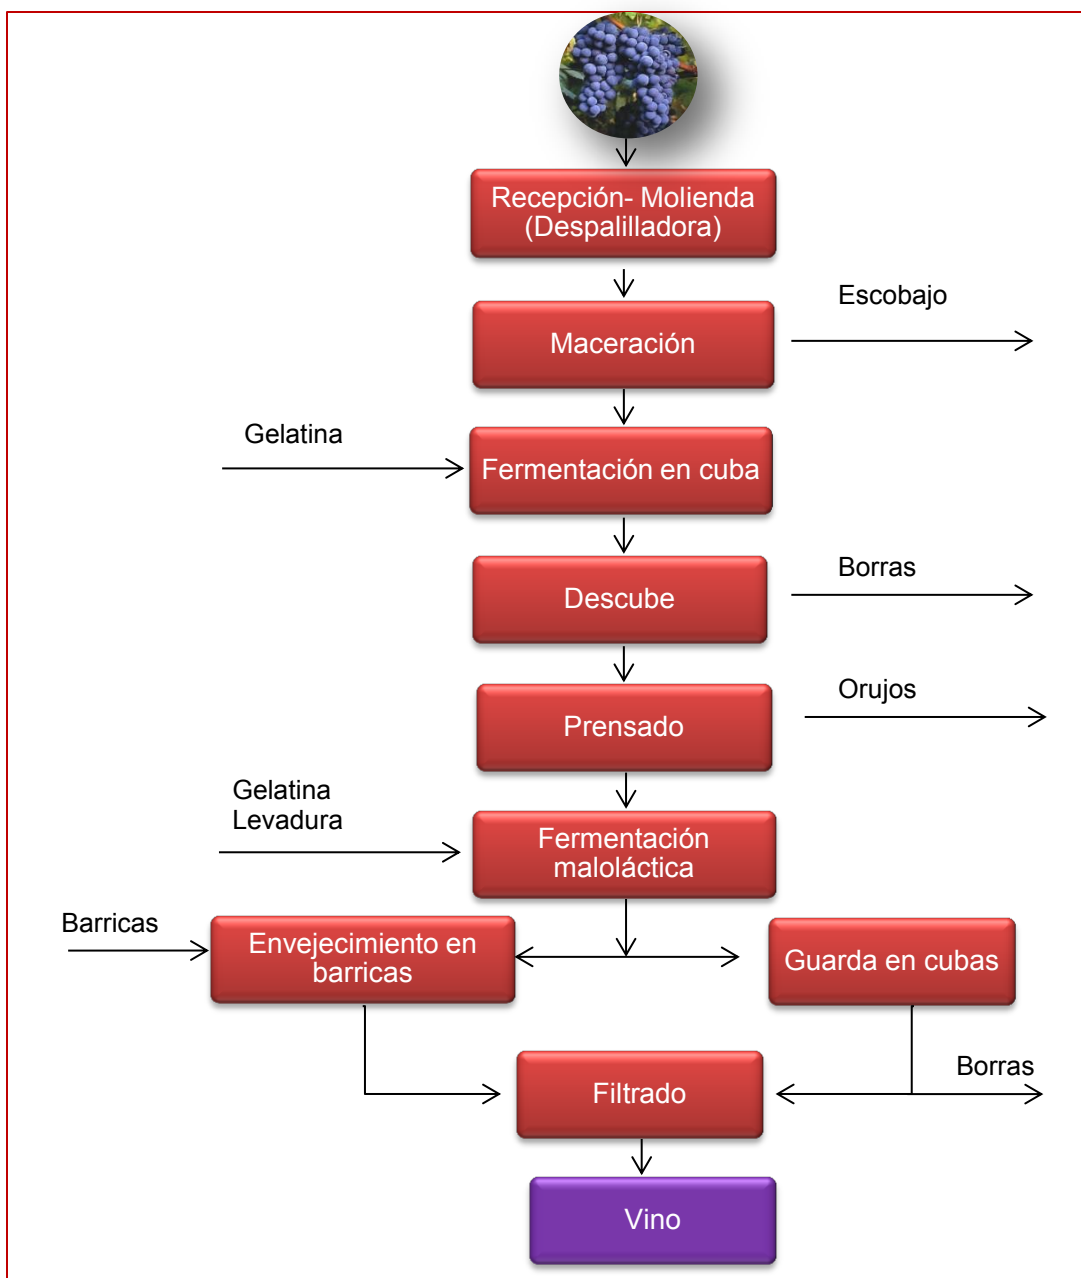 Recepción- Molienda
(Despalilladora)
Escobajo
Maceración
Gelatina
Fermentación en cuba
Borras
Descube
Orujos
Prensado
Gelatina
Levadura
Fermentación
maloláctica
Barricas
Envejecimiento en
barricas
Guarda en cubas
Borras
Filtrado
Vino